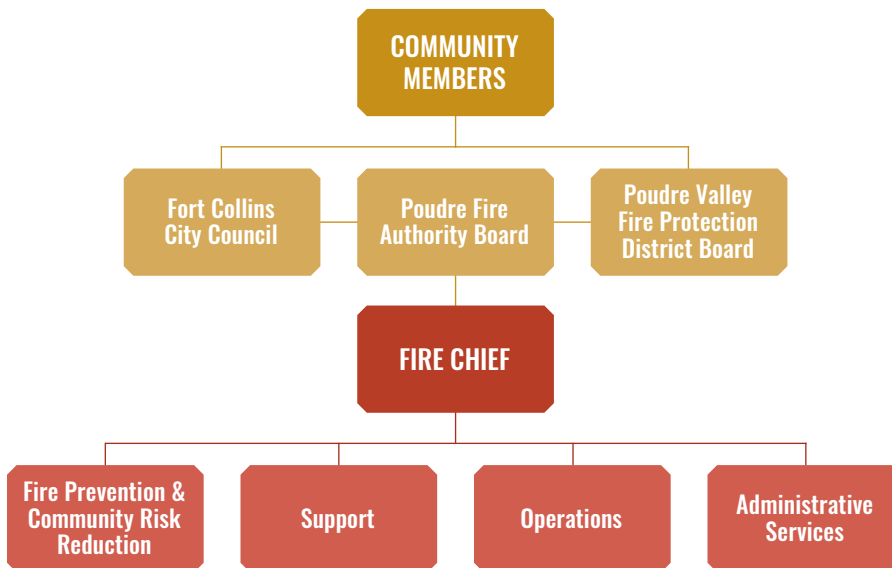 COMMUNITY
MEMBERS
Fort Collins
City Council
Poudre Fire
Authority Board
Poudre Valley
Fire Protection
District Board
FIRE CHIEF
Fire Prevention &
Community Risk
Reduction
Support
Operations
Administrative
Services